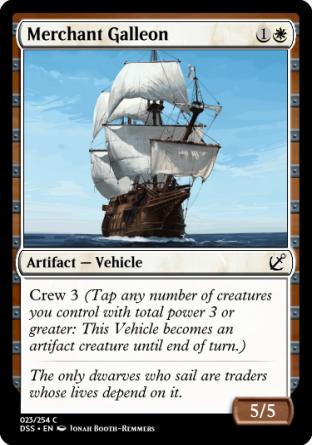 Merchant Galleon 1
Artifact — Vehicle
Crew 3 (Tap any number of creatures
you control with total power 3 or
greater: This Vehicle becomes an
artifact creature until end of turn.)
The only dwarves who sail are traders
whose lives depend on it.
5/5
023/254 C
DSS • EN Jonah Booth-Remmers